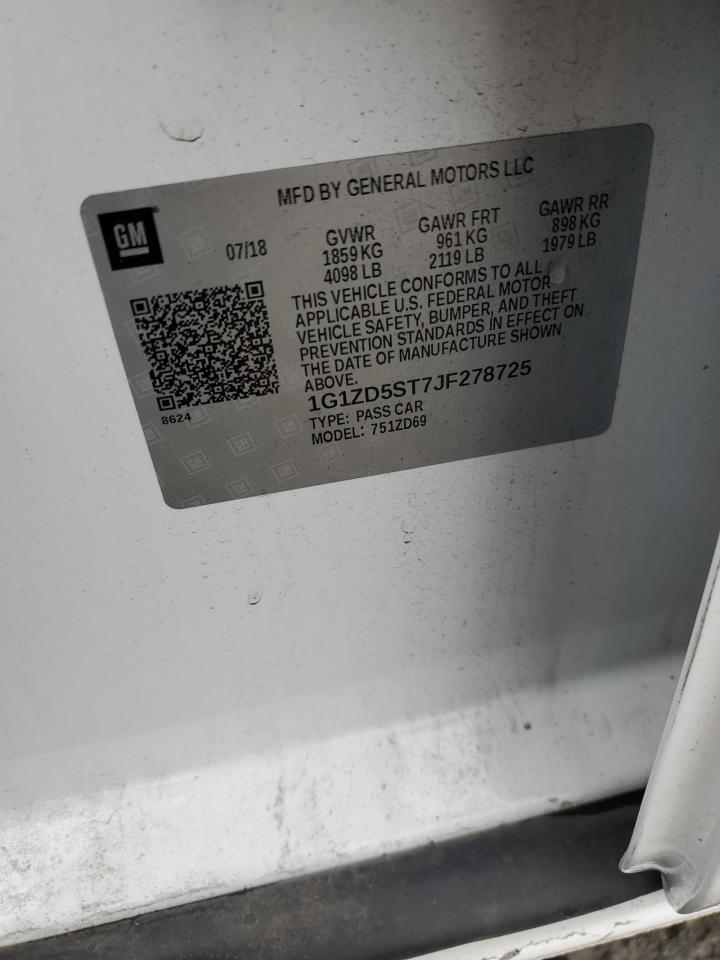 MFD BY GENERAL MOTORS LLC
GM
07/18
GVWR
1859 KG
4098 LB
GAWR FRT
961 KG
2119 LB
GAWR RR
898 KG
1979 LB
THIS VEHICLE CONFORMS TO ALL
APPLICABLE U.S. FEDERAL MOTOR
VEHICLE SAFETY, BUMPER, AND THEFT
PREVENTION STANDARDS IN EFFECT ON
THE DATE OF MANUFACTURE SHOWN
ABOVE.
8624
1G1ZD5ST7JF278725
TYPE: PASS CAR
MODEL: 751ZD69